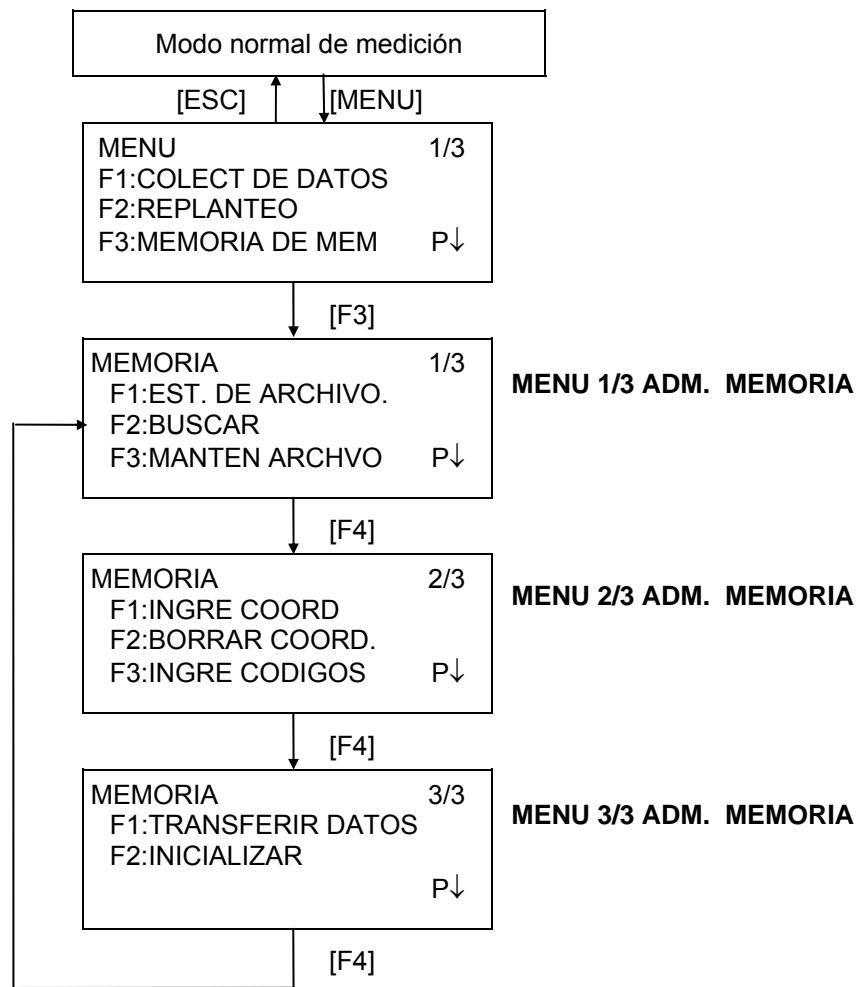 Modo normal de medición
[ESC] [MENU]
MENU 1/3
F1:COLECT DE DATOS
F2:REPLANTEO
F3:MEMORIA DE MEM P↓
[F3]
MEMORIA 1/3
F1:EST. DE ARCHIVO.
MENU 1/3 ADM. MEMORIA
F2:BUSCAR
F3:MANTEN ARCHVO P↓
[F4]
MEMORIA 2/3
MENU 2/3 ADM. MEMORIA
F1:INGRE COORD
F2:BORRAR COORD.
F3:INGRE CODIGOS P↓
[F4]
MEMORIA 3/3
MENU 3/3 ADM. MEMORIA
F1:TRANSFERIR DATOS
F2:INICIALIZAR
P↓
[F4]